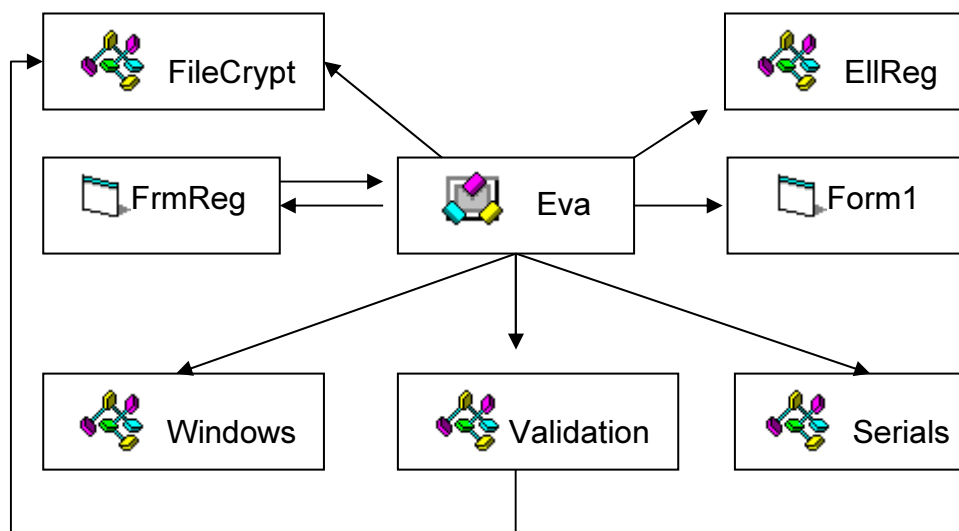 FileCrypt
EllReg
FrmReg
Eva
Form1
Windows
Validation
Serials